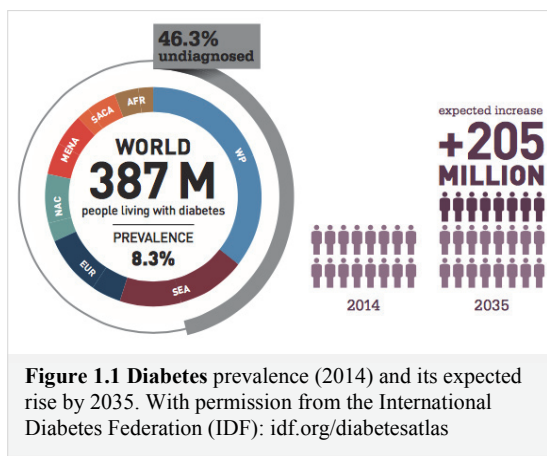 46.3%
undiagnosed
AFR
SACA
MENA
NAC
EUR
SEA
WP
WORLD
387 M
people living with diabetes
PREVALENCE
8.3%
expected increase
+205
MILLION
2014
2035
Figure 1.1 Diabetes prevalence (2014) and its expected
rise by 2035. With permission from the International
Diabetes Federation (IDF): idf.org/diabetesatlas